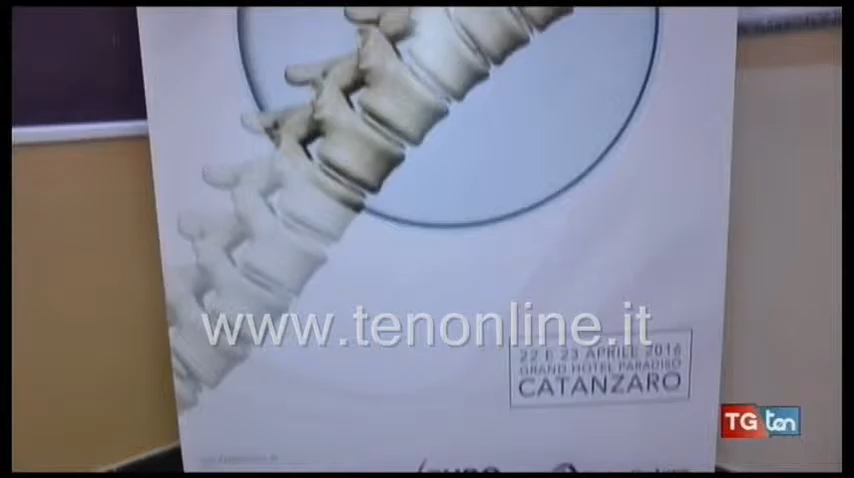 www.tenonline.it
22 E 23 APRILE 2016
GRAND HOTEL PARADISO
CATANZARO
TG ten